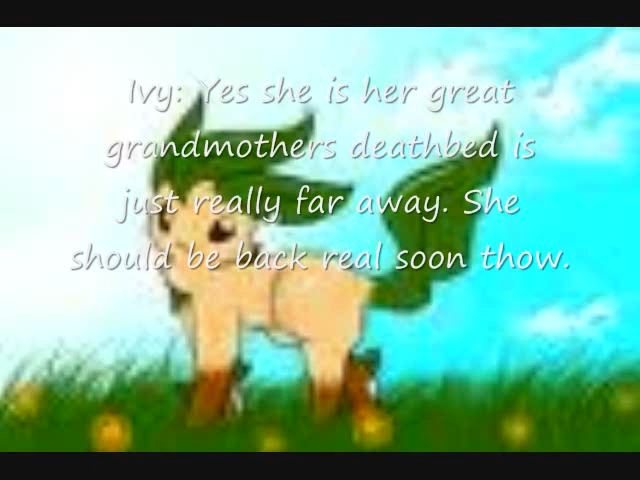 Ivy: Yes she is her great
grandmothers deathbed is
just really far away. She
should be back real soon thow.